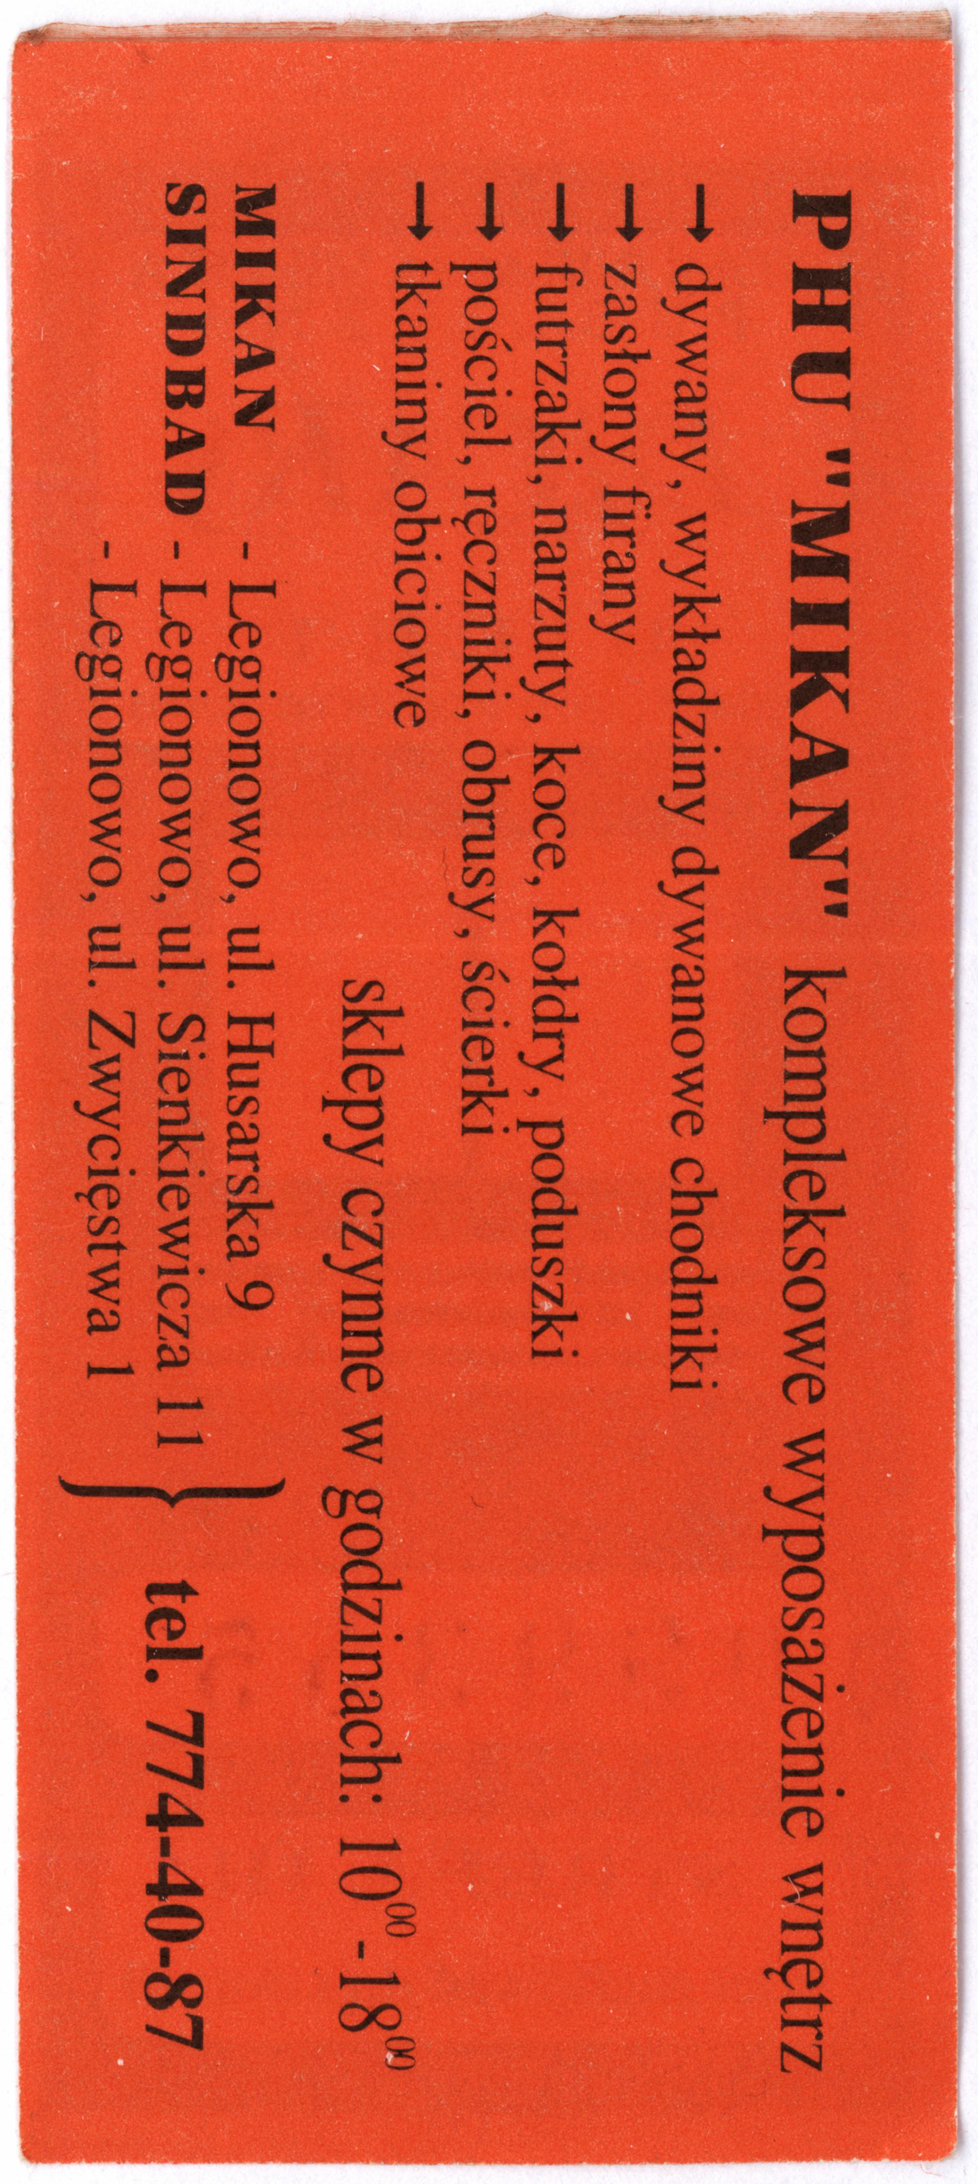 PHU "MIKAN" kompleksowe wyposażenie wnętrz
→ dywany, wykładziny dywanowe chodniki
→ zasłony firany
→ futrzaki, narzuty, koce, kołdry, poduszki
→ pościel, ręczniki, obrusy, ścierki
→ tkaniny obiciowe
sklepy czynne w godzinach: 10⁰⁰ - 18⁰⁰
MIKAN - Legionowo, ul. Husarska 9
SINDBAD - Legionowo, ul. Sienkiewicza 11 } tel. 774-40-87
- Legionowo, ul. Zwycięstwa 1